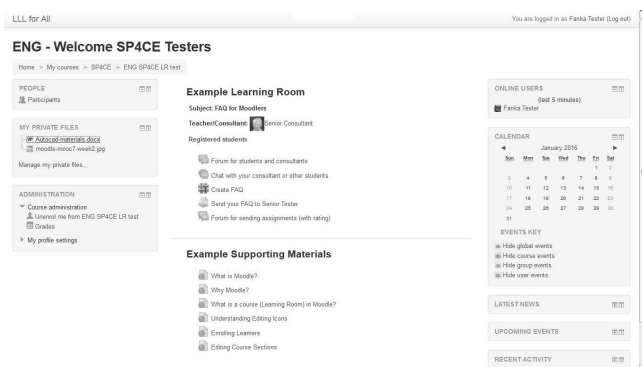 LLL for All
You are logged in as Fanka Tester (Log out)
ENG - Welcome SP4CE Testers
Home ► My courses ► SP4CE ► ENG SP4CE LR test
PEOPLE
Participants
MY PRIVATE FILES
Autocad-materials.docx
moodle-mooc7-week2.jpg
Manage my private files...
ADMINISTRATION
Course administration
Unenrol me from ENG SP4CE LR test
Grades
My profile settings
Example Learning Room
Subject: FAQ for Moodlers
Teacher/Consultant: Senior Consultant
Registered students
Forum for students and consultants
Chat with your consultant or other students
Create FAQ
Send your FAQ to Senior Tester
Forum for sending assignments (with rating)
Example Supporting Materials
What is Moodle?
Why Moodle?
What is a course (Learning Room) in Moodle?
Understanding Editing Icons
Enrolling Learners
Editing Course Sections
ONLINE USERS
(last 5 minutes)
Fanka Tester
CALENDAR
◄ January 2016 ►
Sun Mon Tue Wed Thu Fri Sat
1 2
3 4 5 6 7 8 9
10 11 12 13 14 15 16
17 18 19 20 21 22 23
24 25 26 27 28 29 30
31
EVENTS KEY
Hide global events
Hide course events
Hide group events
Hide user events
LATEST NEWS
UPCOMING EVENTS
RECENT ACTIVITY